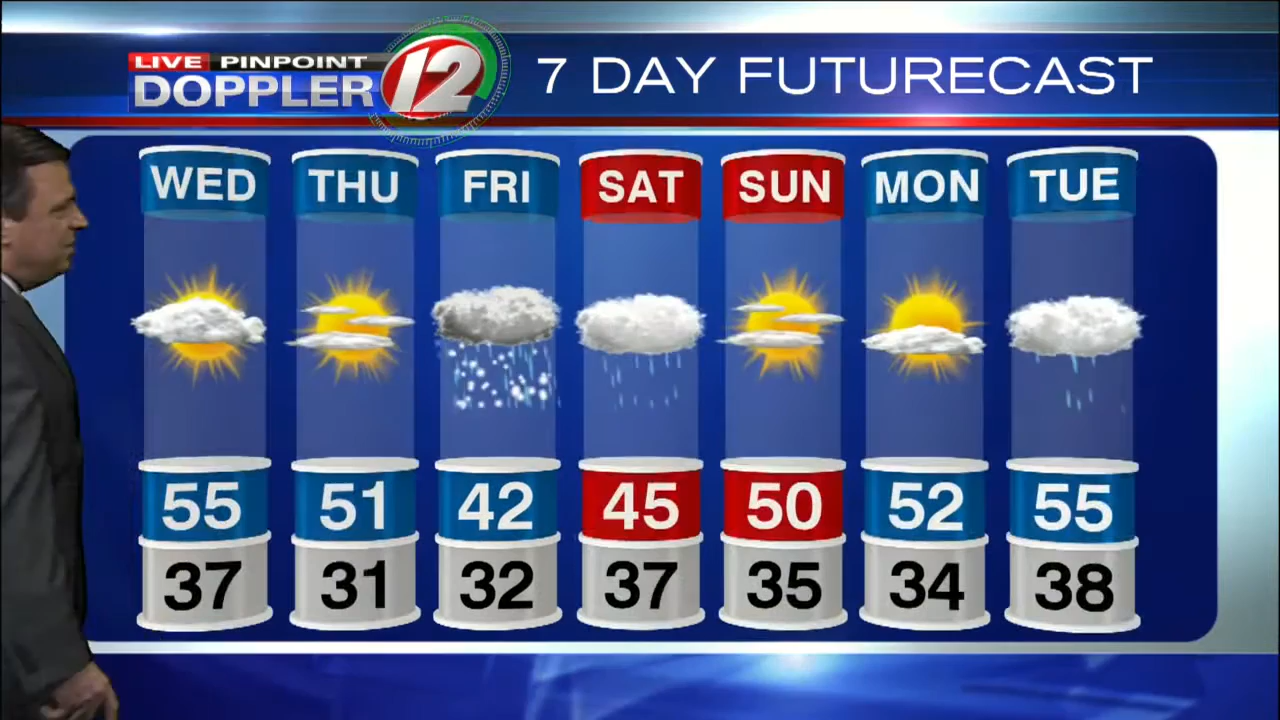 LIVE PINPOINT
DOPPLER 12
7 DAY FUTURECAST
WED THU FRI SAT SUN MON TUE
55 51 42 45 50 52 55
37 31 32 37 35 34 38